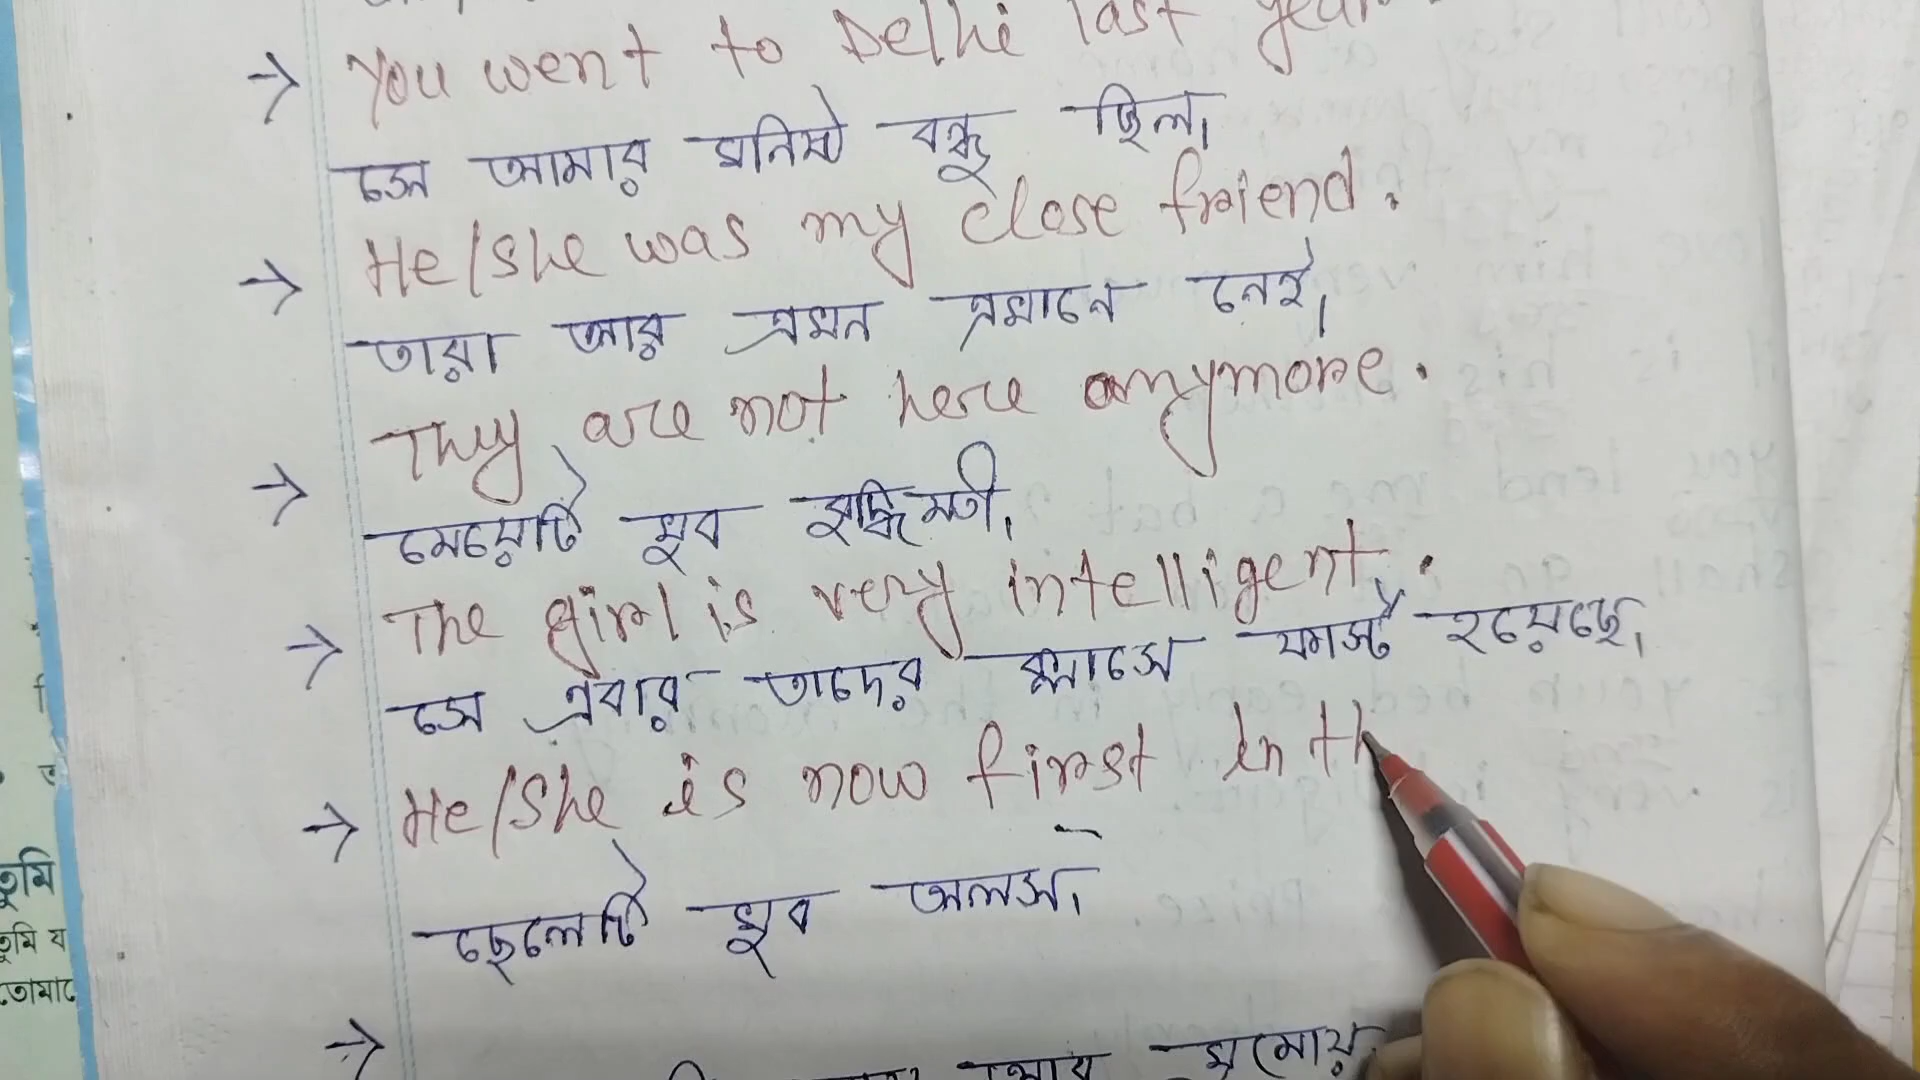 → You went to Delhi last year
সে আমার ঘনিষ্ট বন্ধু ছিল।
→ He/She was my close friend.
তারা আর এখন এখানে নেই।
→ They are not here anymore.
মেয়েটি খুব বুদ্ধিমতী।
→ The girl is very intelligent.
সে এবার তাদের ক্লাসে ফার্স্ট হয়েছে।
→ He/She is now first in th
ছেলেটি খুব অলস।
→
আর ঘুমোয়
তুমি
তুমি য
তোমাকে